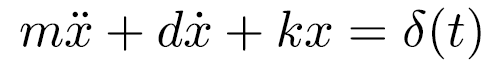 mẍ + dẋ + kx = δ(t)